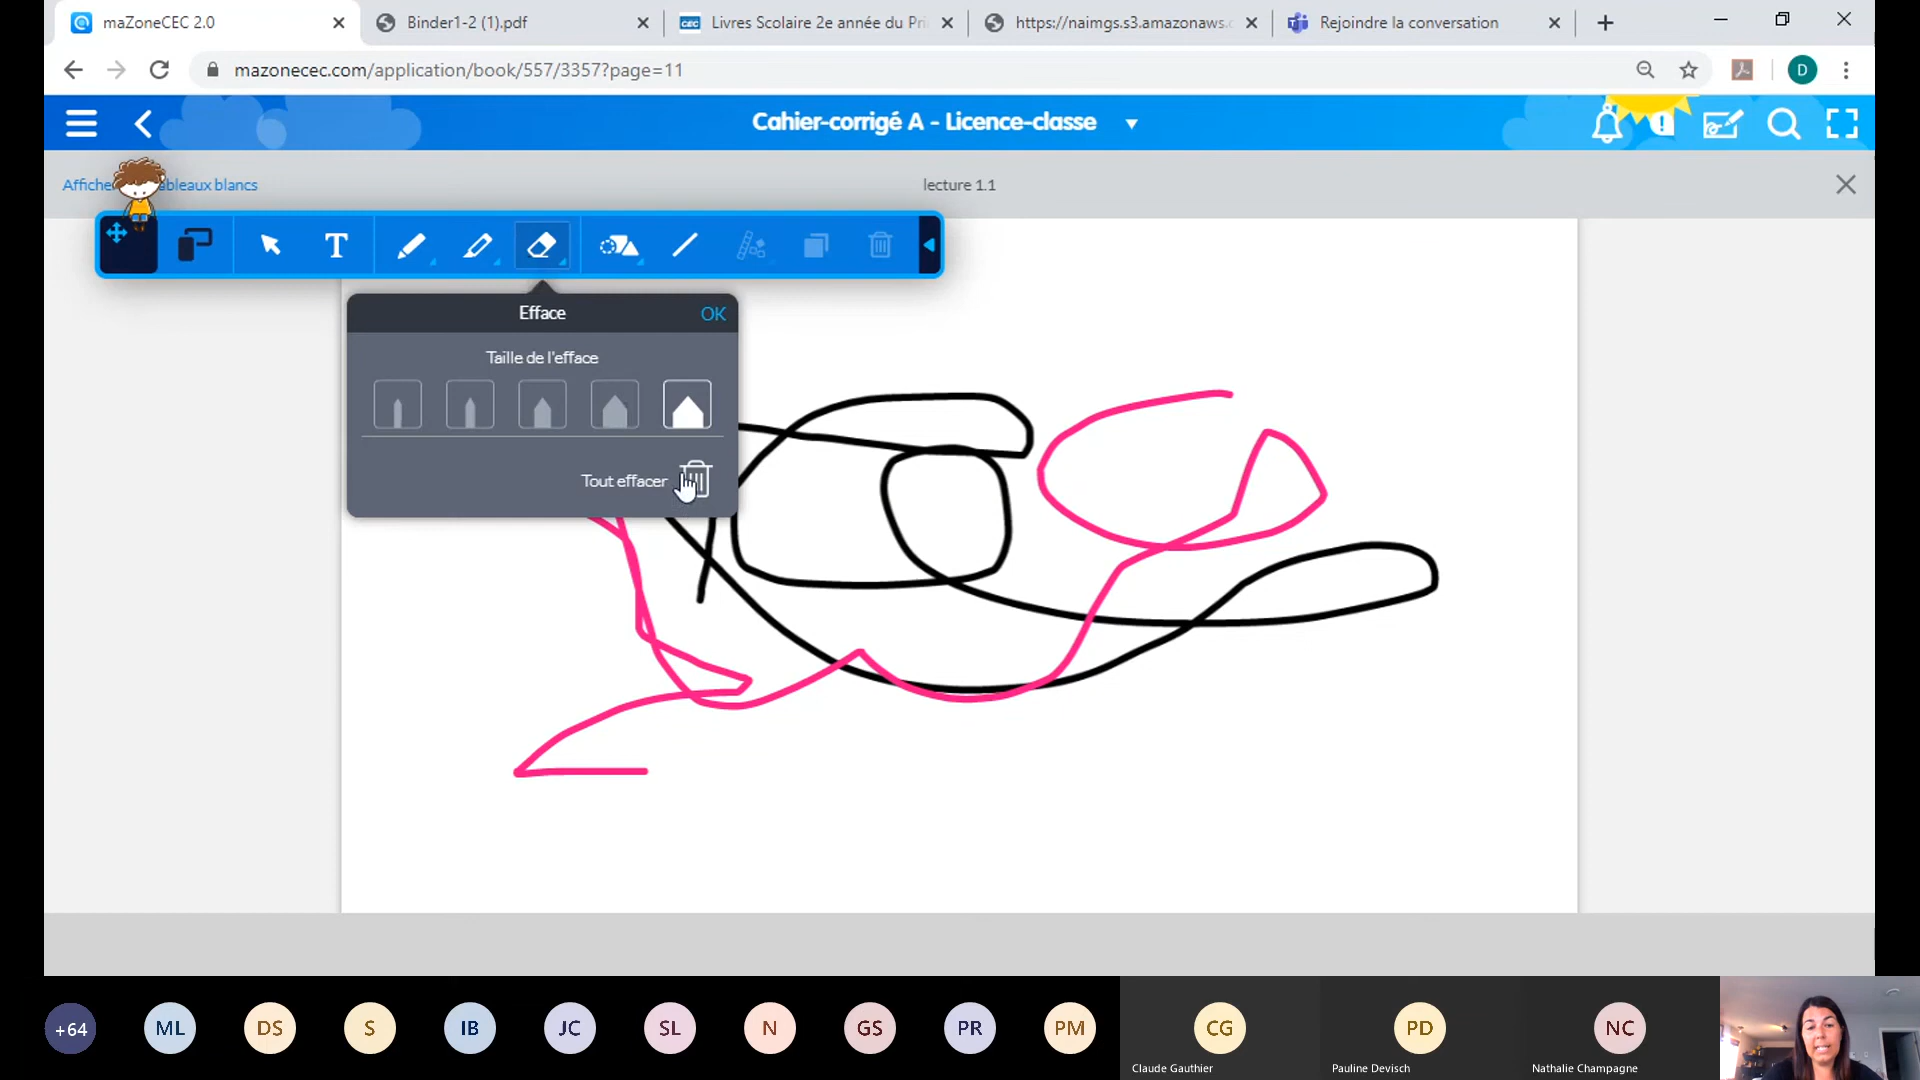 maZoneCEC 2.0
Binder1-2 (1).pdf
CEC
Livres Scolaire 2e année du Pri
https://naimgs.s3.amazonaws.c
Rejoindre la conversation
mazonecec.com/application/book/557/3357?page=11
D
Cahier-corrigé A - Licence-classe
Affiche
bleaux blancs
lecture 1.1
T
Efface
OK
Taille de l'efface
Tout effacer
+64
ML
DS
S
IB
JC
SL
N
GS
PR
PM
CG
Claude Gauthier
PD
Pauline Devisch
NC
Nathalie Champagne